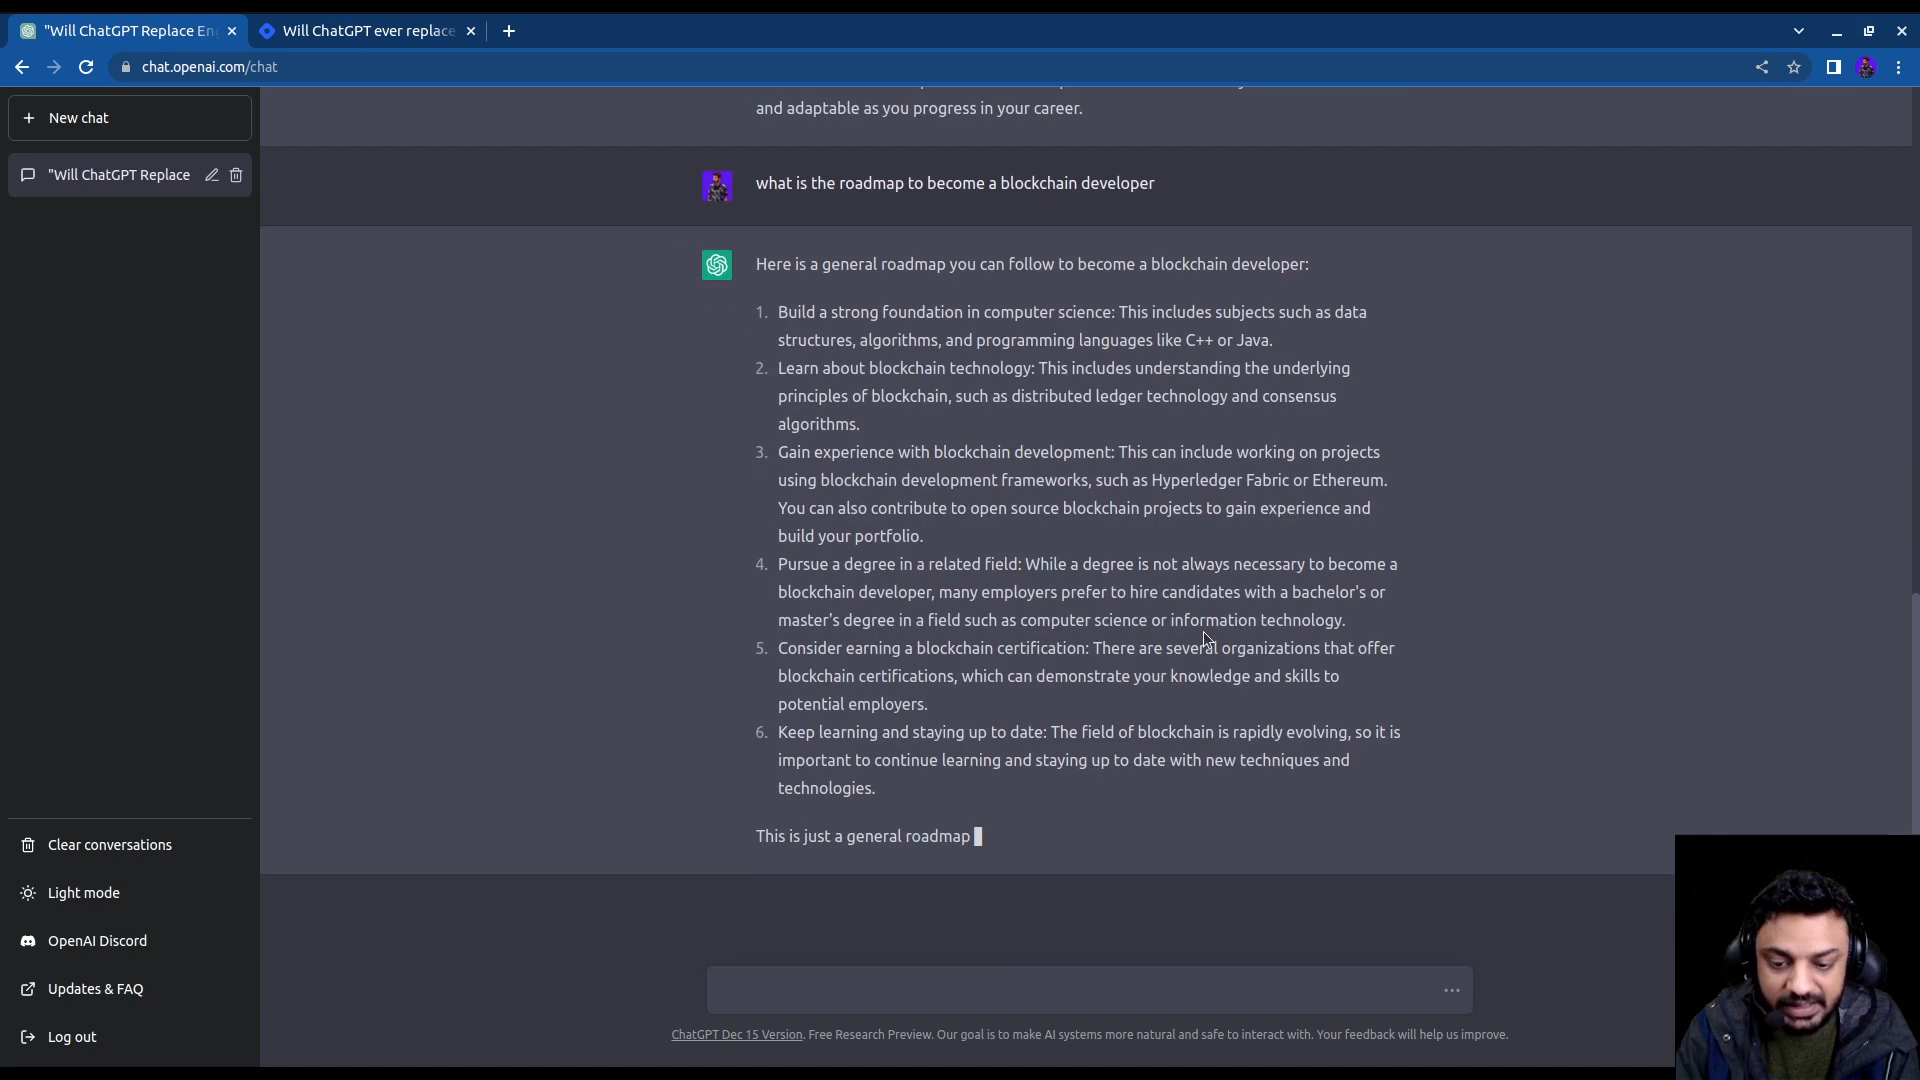 "Will ChatGPT Replace En
Will ChatGPT ever replace
chat.openai.com/chat
New chat
"Will ChatGPT Replace
and adaptable as you progress in your career.
what is the roadmap to become a blockchain developer
Here is a general roadmap you can follow to become a blockchain developer:
1. Build a strong foundation in computer science: This includes subjects such as data
structures, algorithms, and programming languages like C++ or Java.
2. Learn about blockchain technology: This includes understanding the underlying
principles of blockchain, such as distributed ledger technology and consensus
algorithms.
3. Gain experience with blockchain development: This can include working on projects
using blockchain development frameworks, such as Hyperledger Fabric or Ethereum.
You can also contribute to open source blockchain projects to gain experience and
build your portfolio.
4. Pursue a degree in a related field: While a degree is not always necessary to become a
blockchain developer, many employers prefer to hire candidates with a bachelor's or
master's degree in a field such as computer science or information technology.
5. Consider earning a blockchain certification: There are several organizations that offer
blockchain certifications, which can demonstrate your knowledge and skills to
potential employers.
6. Keep learning and staying up to date: The field of blockchain is rapidly evolving, so it is
important to continue learning and staying up to date with new techniques and
technologies.
This is just a general roadmap
Clear conversations
Light mode
OpenAI Discord
Updates & FAQ
Log out
ChatGPT Dec 15 Version. Free Research Preview. Our goal is to make AI systems more natural and safe to interact with. Your feedback will help us improve.